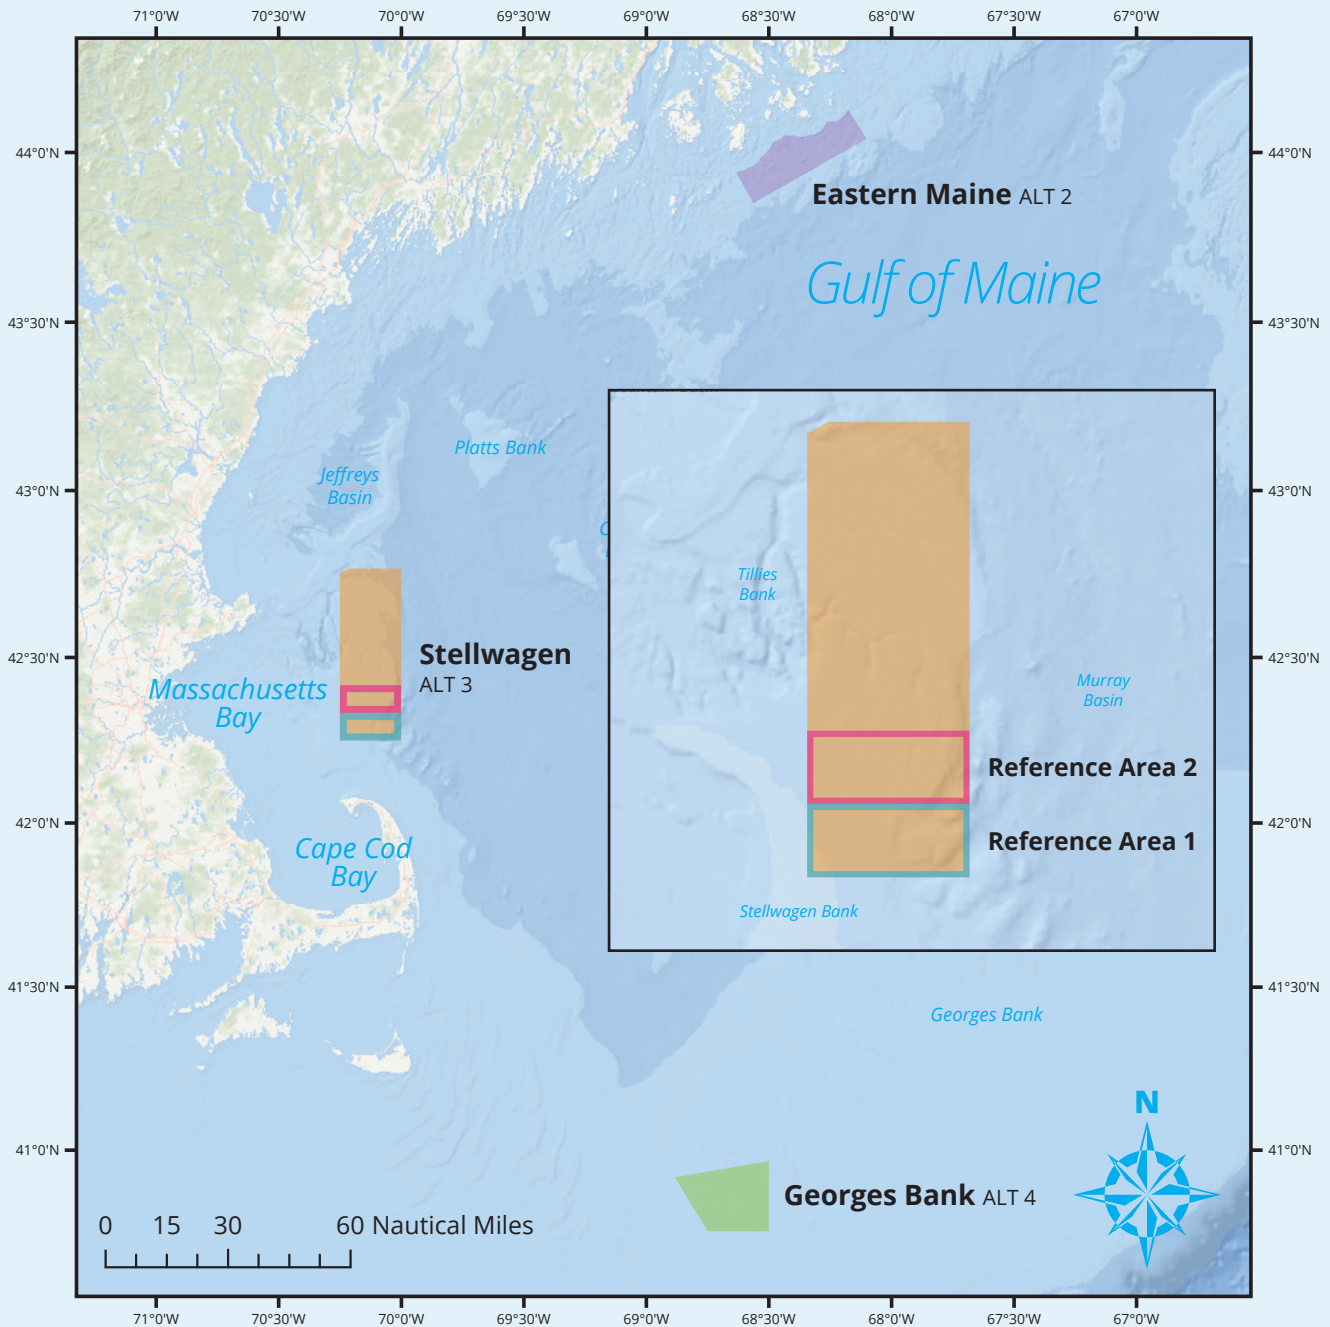 71°0'W 70°30'W 70°0'W 69°30'W 69°0'W 68°30'W 68°0'W 67°30'W 67°0'W
44°0'N 44°0'N
Eastern Maine ALT 2
Gulf of Maine
43°30'N 43°30'N
Platts Bank
Jeffreys
Basin
43°0'N 43°0'N
Tillies
Bank
Stellwagen
ALT 3
42°30'N 42°30'N
Massachusetts
Bay
Murray
Basin
Reference Area 2
Reference Area 1
42°0'N 42°0'N
Cape Cod
Bay
Stellwagen Bank
41°30'N 41°30'N
Georges Bank
N
41°0'N 41°0'N
Georges Bank ALT 4
0 15 30 60 Nautical Miles
71°0'W 70°30'W 70°0'W 69°30'W 69°0'W 68°30'W 68°0'W 67°30'W 67°0'W